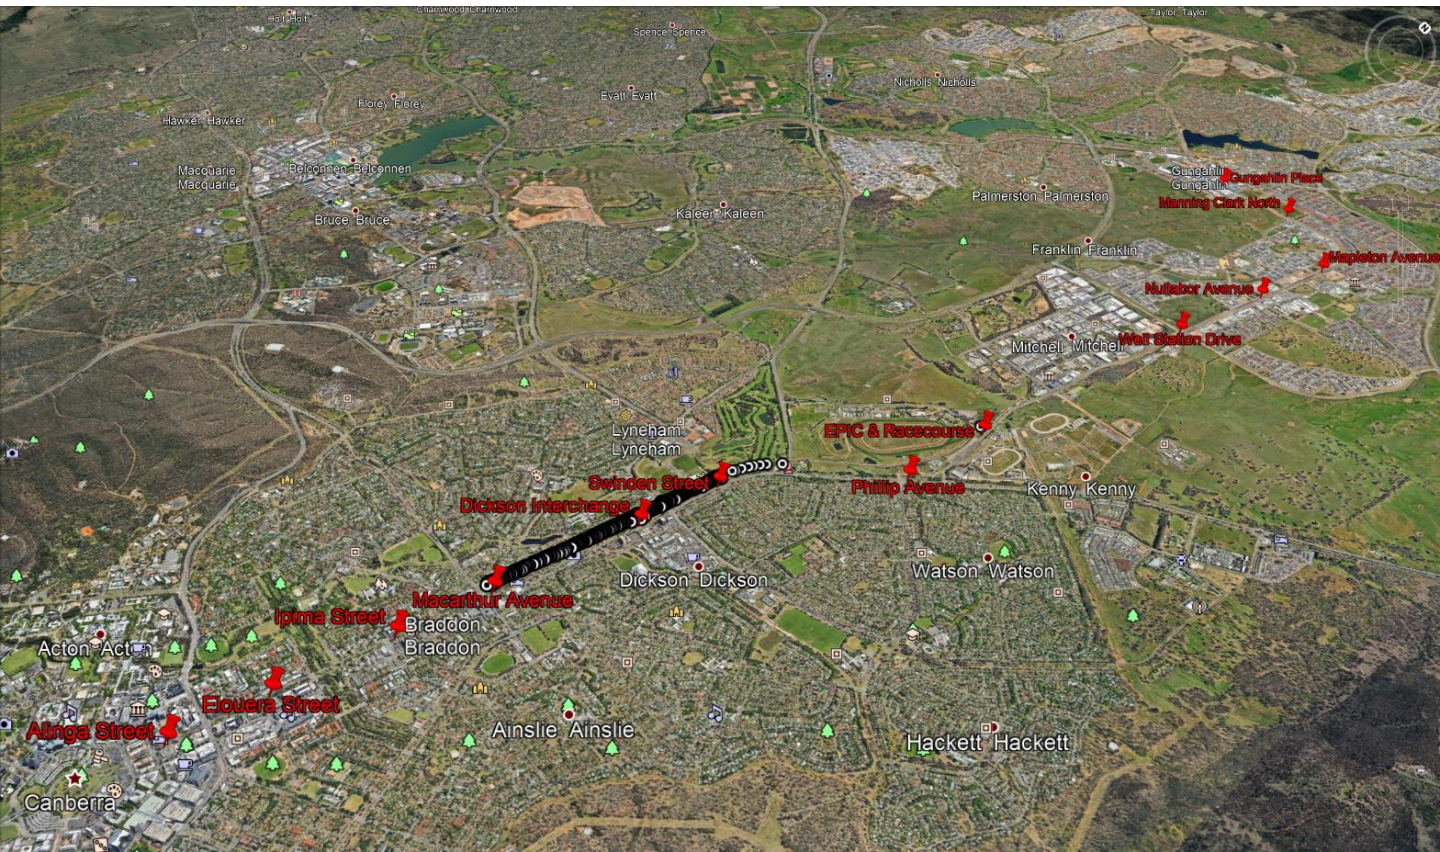 Holt Holt
Charnwood Charnwood
Taylor Taylor
Spence Spence
Nicholls Nicholls
Evatt Evatt
Florey Florey
Hawker Hawker
Macquarie
Macquarie
Belconnen Belconnen
Gungahlin
Gungahlin
Gungahlin Place
Palmerston Palmerston
Manning Clark North
Bruce Bruce
Kaleen Kaleen
Franklin Franklin
Mapleton Avenue
Nullabor Avenue
Mitchell Mitchell
Well Station Drive
Lyneham
Lyneham
EPIC & Racecourse
Swinden Street
Phillip Avenue
Kenny Kenny
Dickson Interchange
Dickson Dickson
Watson Watson
Macarthur Avenue
Ipima Street
Braddon
Braddon
Acton Acton
Elouera Street
Alinga Street
Ainslie Ainslie
Hackett Hackett
Canberra